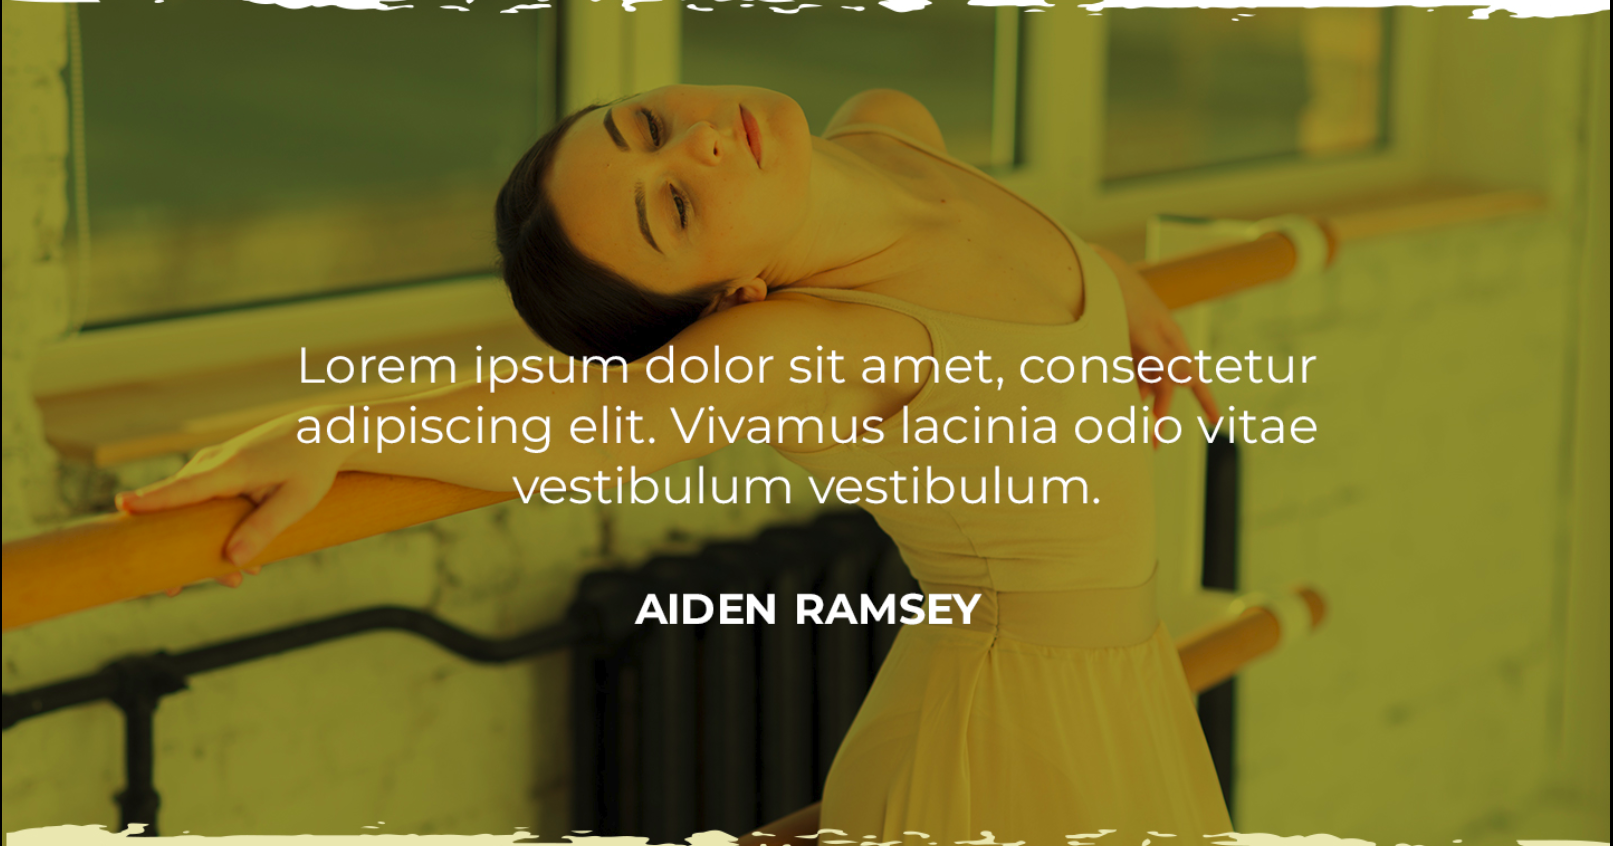 Lorem ipsum dolor sit amet, consectetur
adipiscing elit. Vivamus lacinia odio vitae
vestibulum vestibulum.
AIDEN RAMSEY